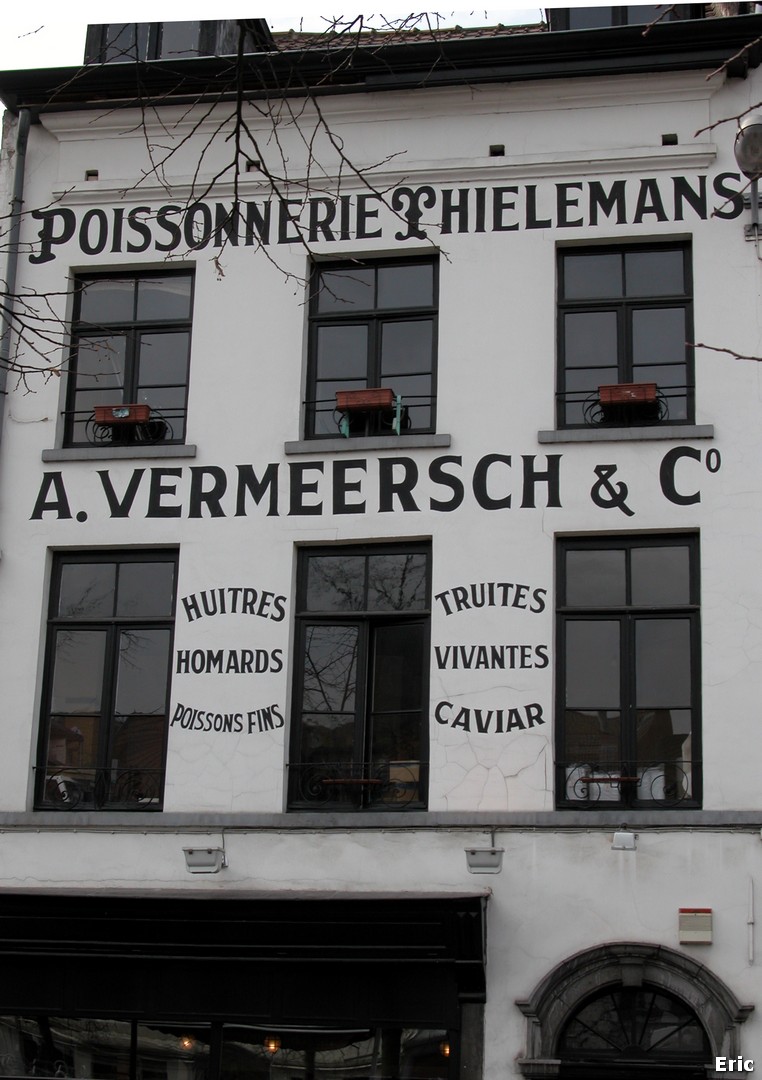 POISSONNERIE THIELEMANS
A. VERMEERSCH & Cº
HUITRES
HOMARDS
POISSONS FINS
TRUITES
VIVANTES
CAVIAR
Eric